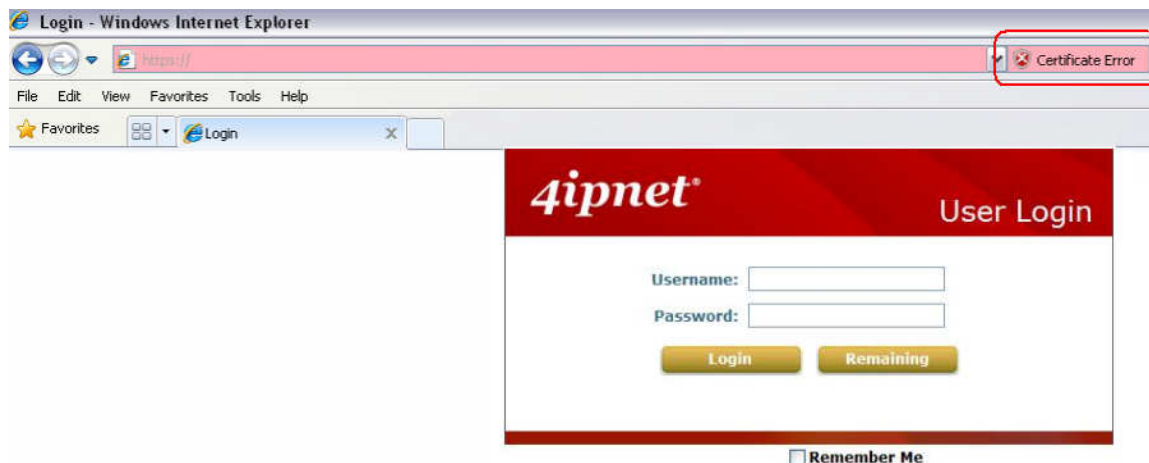 Login - Windows Internet Explorer
https://
Certificate Error
File Edit View Favorites Tools Help
Favorites
Login
4ipnet®
User Login
Username:
Password:
Login Remaining
Remember Me